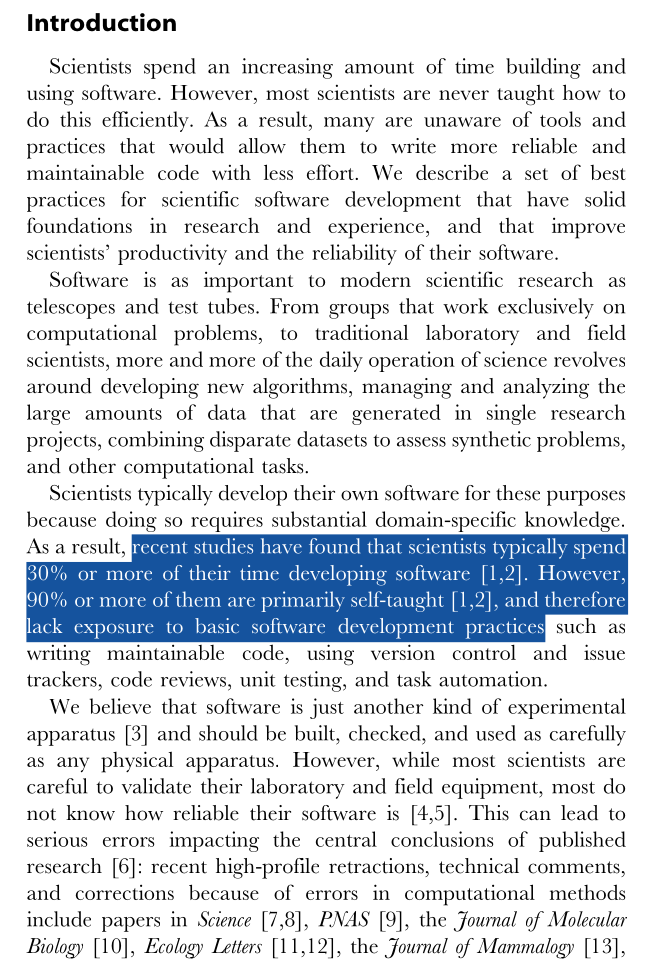 Introduction
Scientists spend an increasing amount of time building and
using software. However, most scientists are never taught how to
do this efficiently. As a result, many are unaware of tools and
practices that would allow them to write more reliable and
maintainable code with less effort. We describe a set of best
practices for scientific software development that have solid
foundations in research and experience, and that improve
scientists' productivity and the reliability of their software.
Software is as important to modern scientific research as
telescopes and test tubes. From groups that work exclusively on
computational problems, to traditional laboratory and field
scientists, more and more of the daily operation of science revolves
around developing new algorithms, managing and analyzing the
large amounts of data that are generated in single research
projects, combining disparate datasets to assess synthetic problems,
and other computational tasks.
Scientists typically develop their own software for these purposes
because doing so requires substantial domain-specific knowledge.
As a result, recent studies have found that scientists typically spend
30% or more of their time developing software [1,2]. However,
90% or more of them are primarily self-taught [1,2], and therefore
lack exposure to basic software development practices such as
writing maintainable code, using version control and issue
trackers, code reviews, unit testing, and task automation.
We believe that software is just another kind of experimental
apparatus [3] and should be built, checked, and used as carefully
as any physical apparatus. However, while most scientists are
careful to validate their laboratory and field equipment, most do
not know how reliable their software is [4,5]. This can lead to
serious errors impacting the central conclusions of published
research [6]: recent high-profile retractions, technical comments,
and corrections because of errors in computational methods
include papers in Science [7,8], PNAS [9], the Journal of Molecular
Biology [10], Ecology Letters [11,12], the Journal of Mammalogy [13],